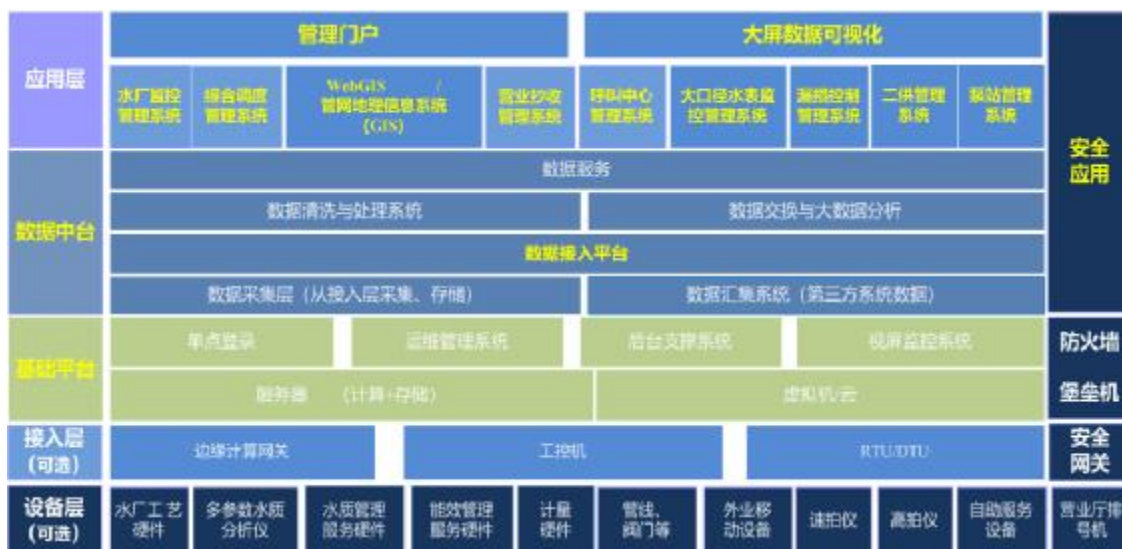 应用层
管理门户
大屏数据可视化
水厂监控
管理系统
综合调度
管理系统
WebGIS /
管网地理信息系统
(GIS)
营业抄收
管理系统
呼叫中心
管理系统
大口径水表监
控管理系统
漏损控制
管理系统
二供管理
系统
泵站管理
系统
安全
应用
数据中台
数据服务
数据清洗与处理系统
数据交换与大数据分析
数据接入平台
数据采集层（从接入层采集、存储）
数据汇集系统（第三方系统数据）
基础平台
单点登录
运维管理系统
后台支撑系统
视屏监控系统
防火墙
服务器 （计算+存储）
虚拟机/云
堡垒机
接入层
(可选)
边缘计算网关
工控机
RTU/DTU
安全
网关
设备层
(可选)
水厂工艺
硬件
多参数水质
分析仪
水质管理
服务硬件
能效管理
服务硬件
计量
硬件
管线、
阀门等
外业移
动设备
速拍仪
高拍仪
自助服务
设备
营业厅排
号机